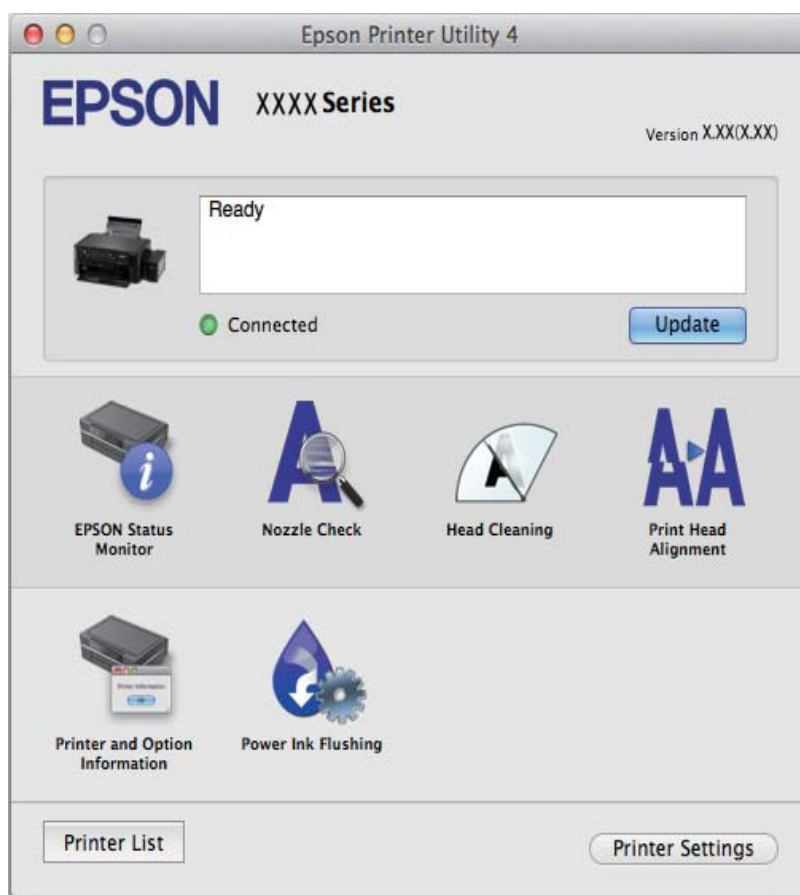 Epson Printer Utility 4
EPSON XXXX Series
Version X.XX(X.XX)
Ready
Connected
Update
EPSON Status
Monitor
Nozzle Check
Head Cleaning
Print Head
Alignment
Printer and Option
Information
Power Ink Flushing
Printer List
Printer Settings